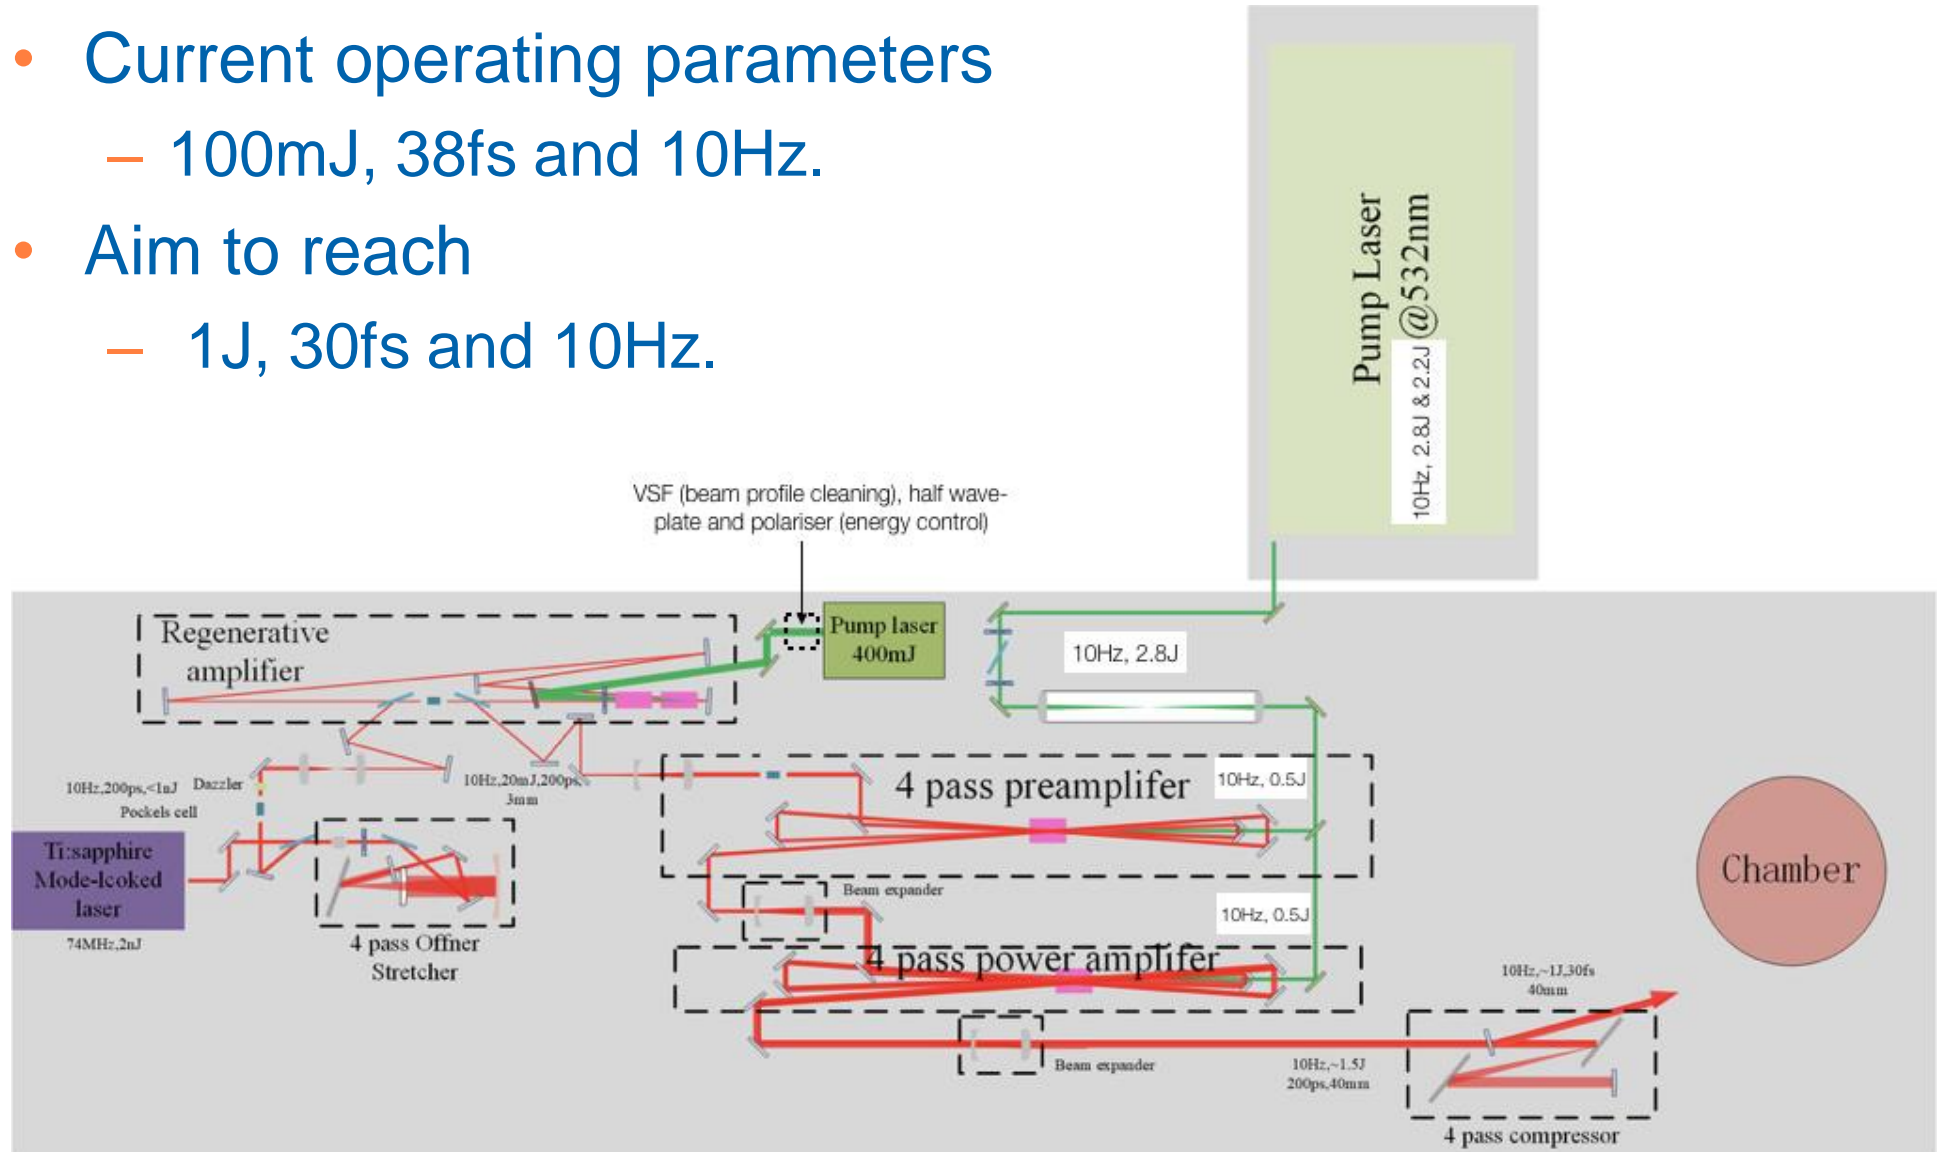 • Current operating parameters
– 100mJ, 38fs and 10Hz.
• Aim to reach
– 1J, 30fs and 10Hz.
Pump Laser
10Hz, 2.8J & 2.2J @532nm
VSF (beam profile cleaning), half wave-
plate and polariser (energy control)
Regenerative
amplifier
Pump laser
400mJ
10Hz, 2.8J
10Hz,200ps,<1nJ
Dazzler
Pockels cell
10Hz,20mJ,200ps,
3mm
4 pass preamplifer
10Hz, 0.5J
Ti:sapphire
Mode-lcoked
laser
74MHz,2nJ
4 pass Offner
Stretcher
Beam expander
10Hz, 0.5J
4 pass power amplifer
Chamber
10Hz,~1J,30fs
40mm
Beam expander
10Hz,~1.5J
200ps,40mm
4 pass compressor